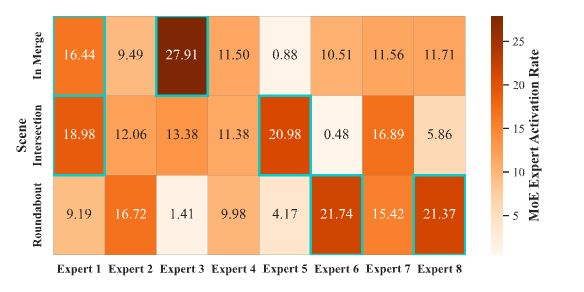 Scene
In Merge
16.44 9.49 27.91 11.50 0.88 10.51 11.56 11.71
Intersection
18.98 12.06 13.38 11.38 20.98 0.48 16.89 5.86
Roundabout
9.19 16.72 1.41 9.98 4.17 21.74 15.42 21.37
Expert 1 Expert 2 Expert 3 Expert 4 Expert 5 Expert 6 Expert 7 Expert 8
25
20
15
10
5
MoE Expert Activation Rate